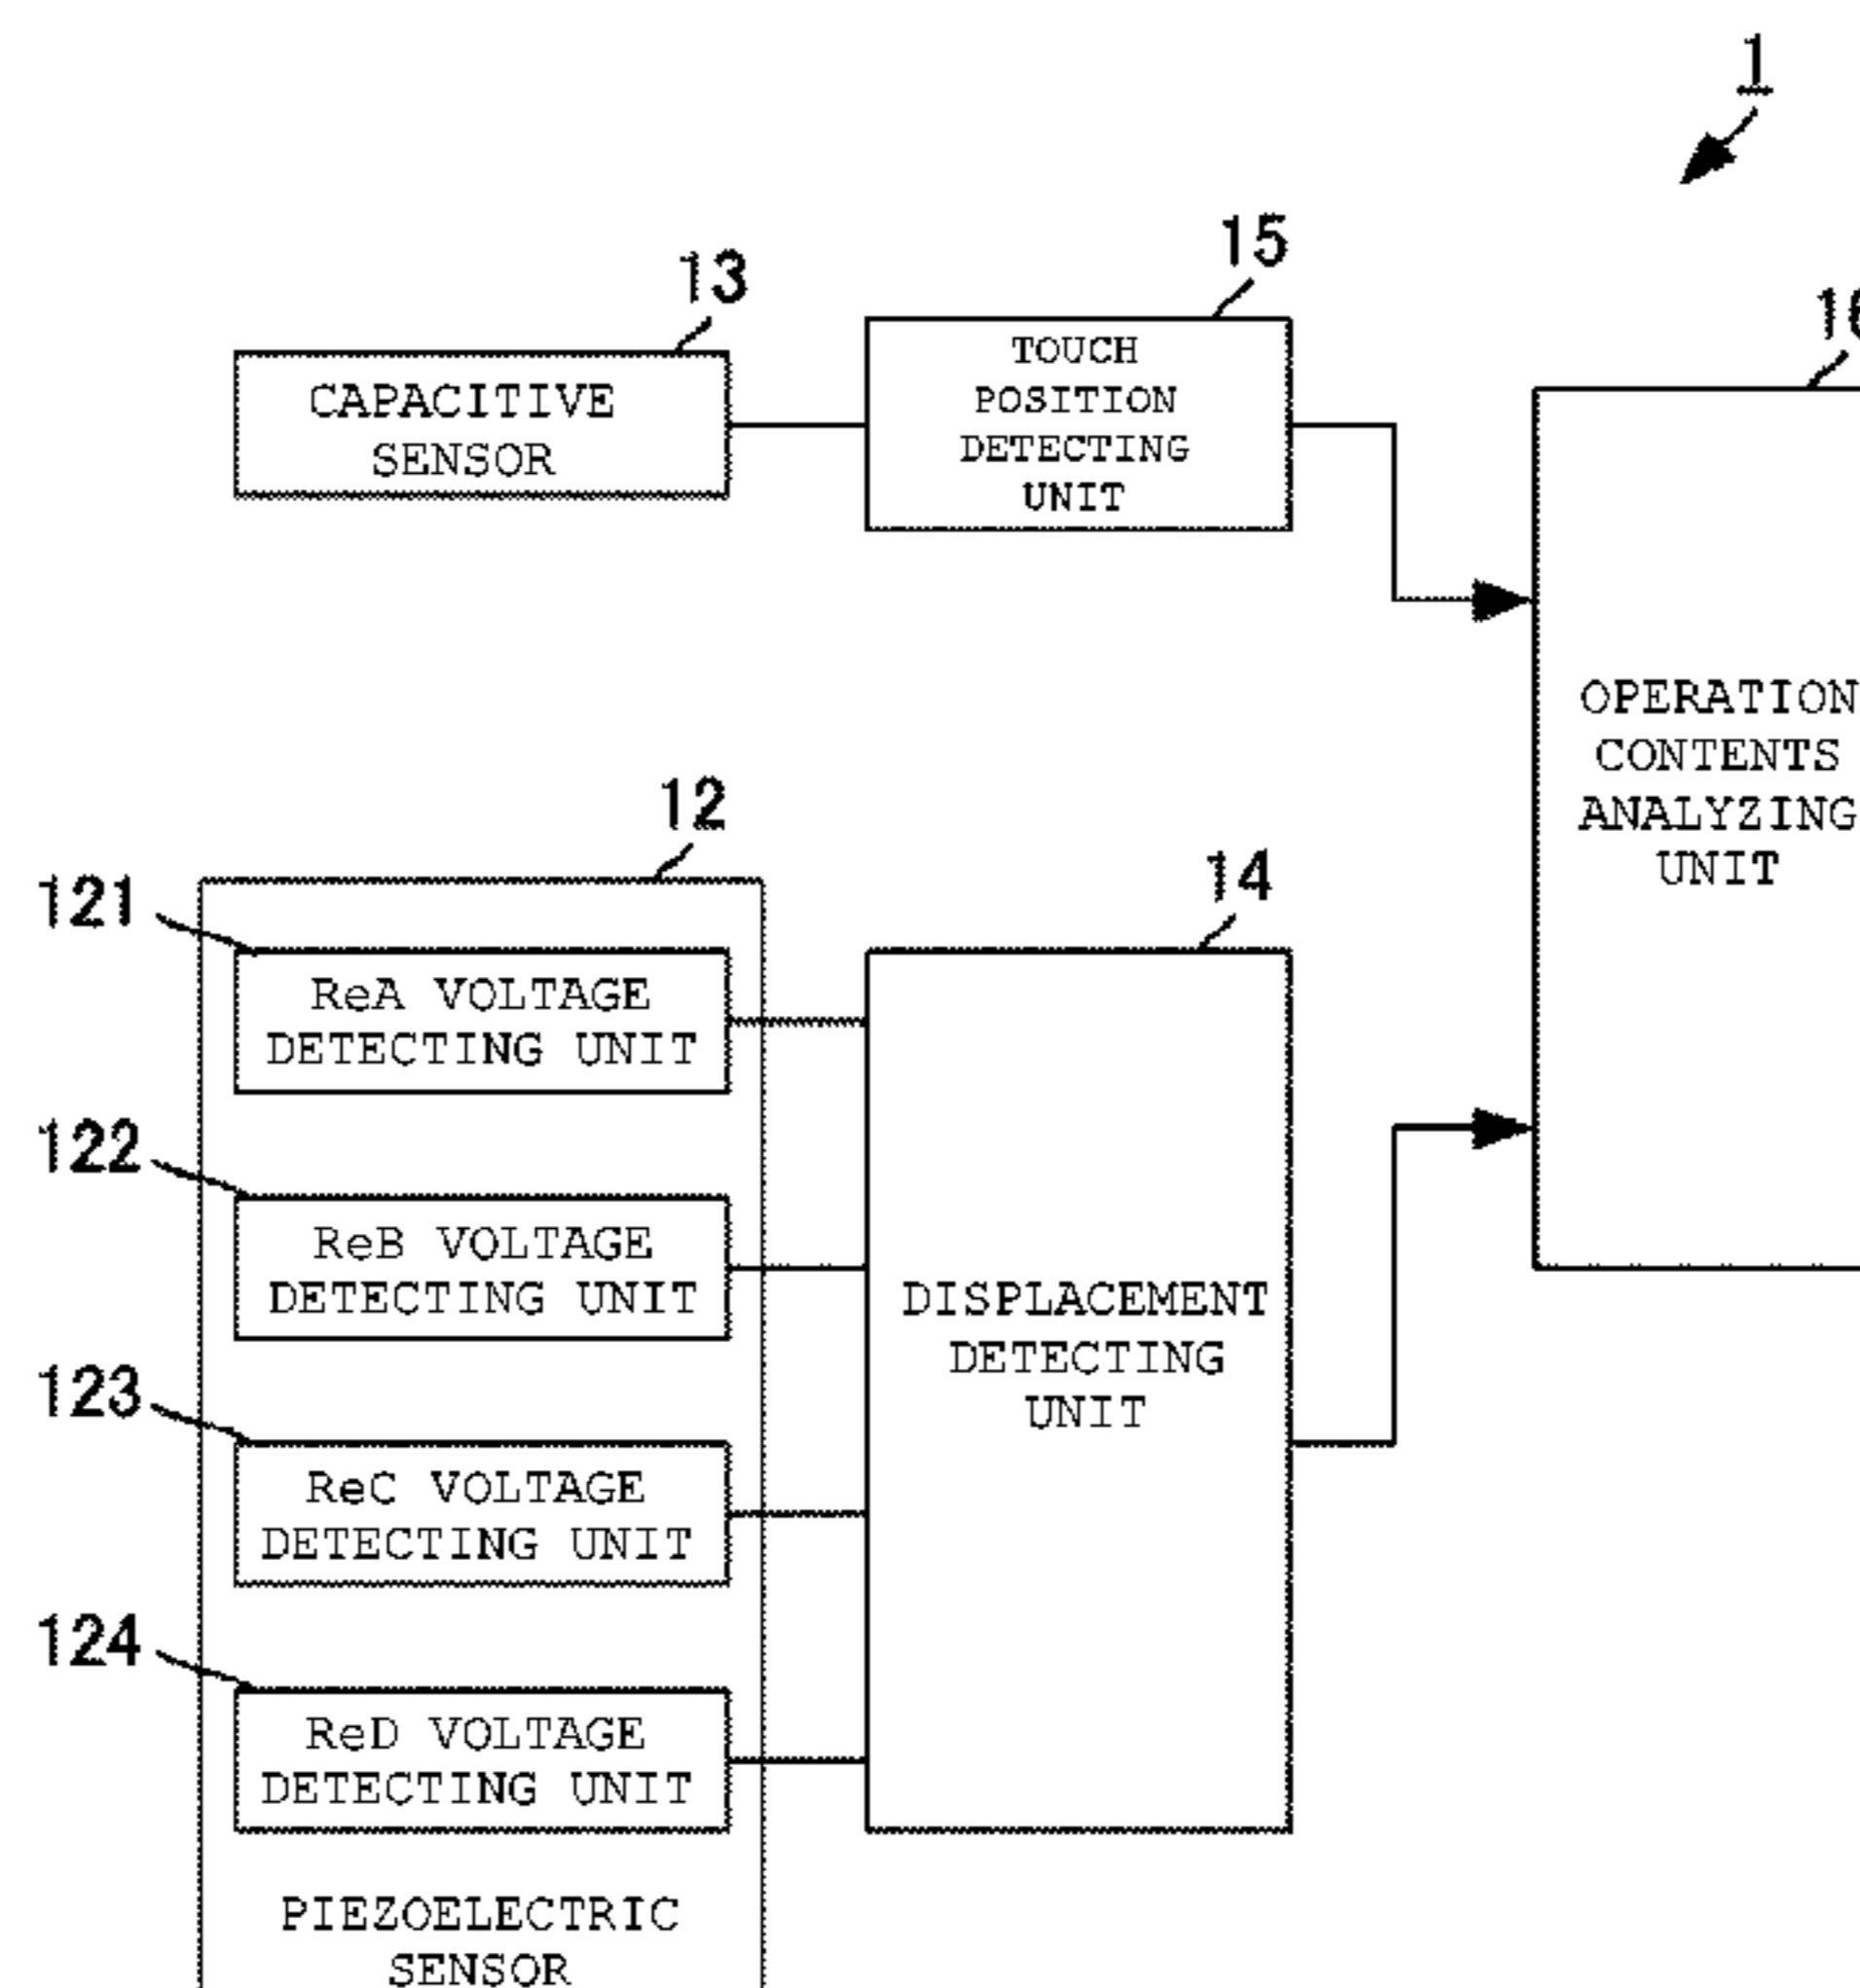 1
15
13
TOUCH
POSITION
DETECTING
UNIT
CAPACITIVE
SENSOR
OPERATION
CONTENTS
ANALYZING
UNIT
12
14
121
ReA VOLTAGE
DETECTING UNIT
122
ReB VOLTAGE
DETECTING UNIT
DISPLACEMENT
DETECTING
UNIT
123
ReC VOLTAGE
DETECTING UNIT
124
ReD VOLTAGE
DETECTING UNIT
PIEZOELECTRIC
SENSOR